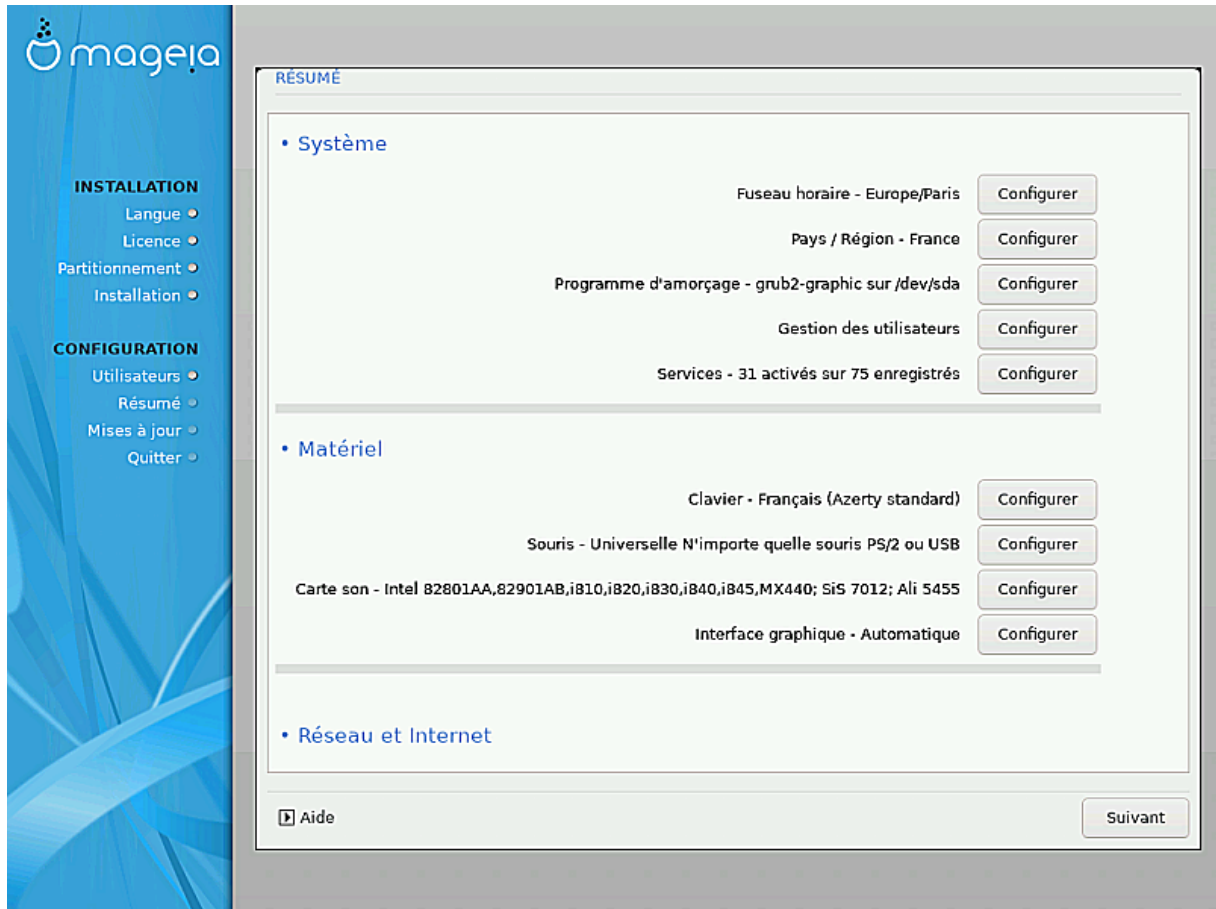 mageia
INSTALLATION
Langue
Licence
Partitionnement
Installation
CONFIGURATION
Utilisateurs
Résumé
Mises à jour
Quitter
RÉSUMÉ
• Système
Fuseau horaire - Europe/Paris Configurer
Pays / Région - France Configurer
Programme d'amorçage - grub2-graphic sur /dev/sda Configurer
Gestion des utilisateurs Configurer
Services - 31 activés sur 75 enregistrés Configurer
• Matériel
Clavier - Français (Azerty standard) Configurer
Souris - Universelle N'importe quelle souris PS/2 ou USB Configurer
Carte son - Intel 82801AA,82901AB,i810,i820,i830,i840,i845,MX440; SiS 7012; Ali 5455 Configurer
Interface graphique - Automatique Configurer
• Réseau et Internet
Aide
Suivant